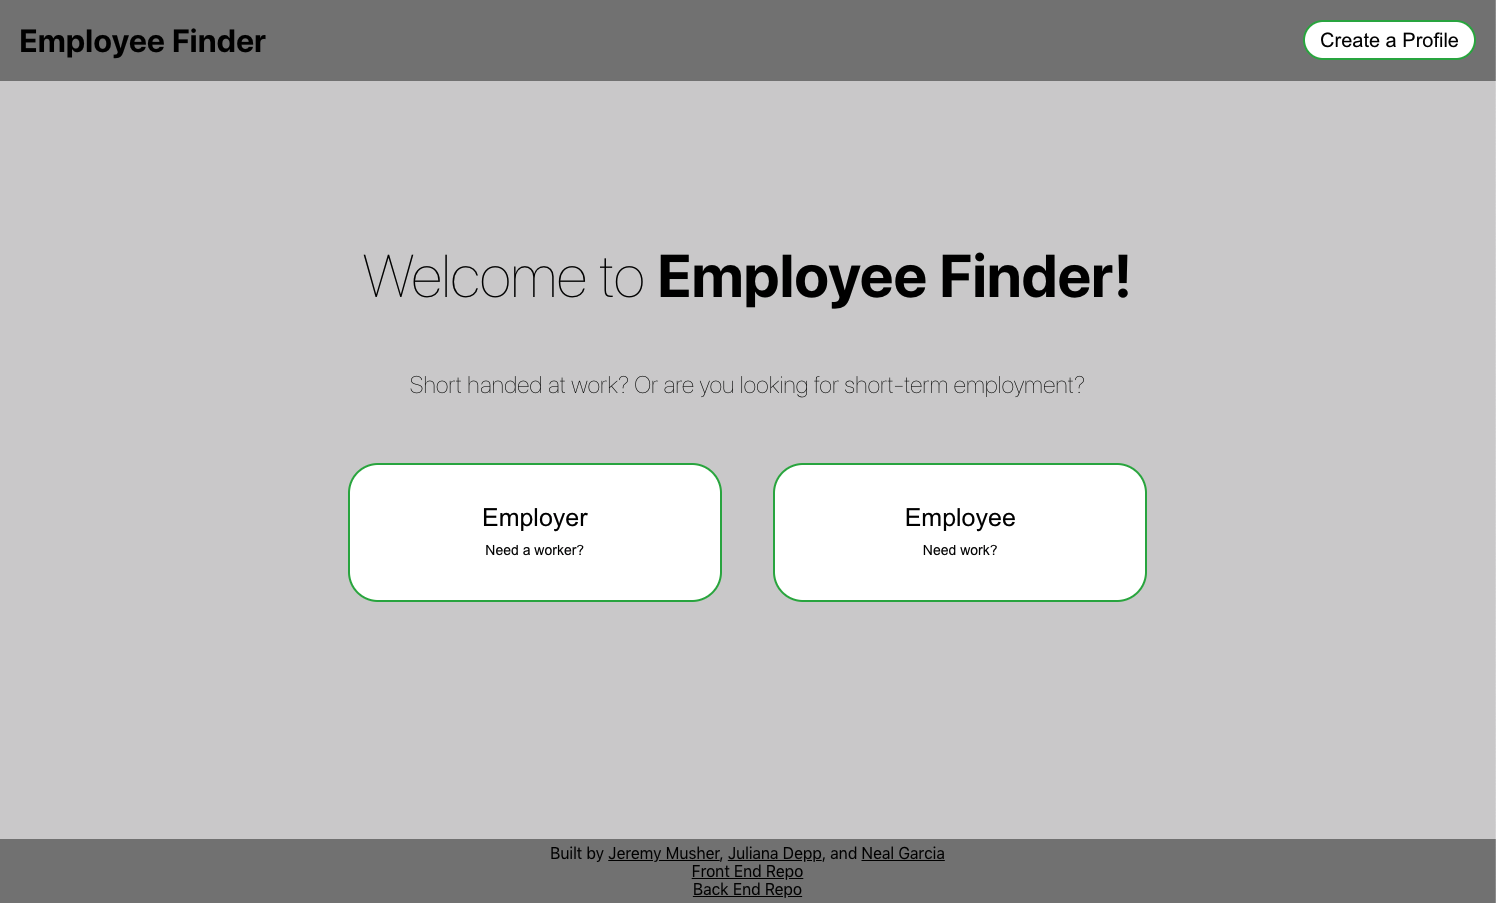 Employee Finder
Create a Profile
Welcome to Employee Finder!
Short handed at work? Or are you looking for short-term employment?
Employer
Need a worker?
Employee
Need work?
Built by Jeremy Musher, Juliana Depp, and Neal Garcia
Front End Repo
Back End Repo